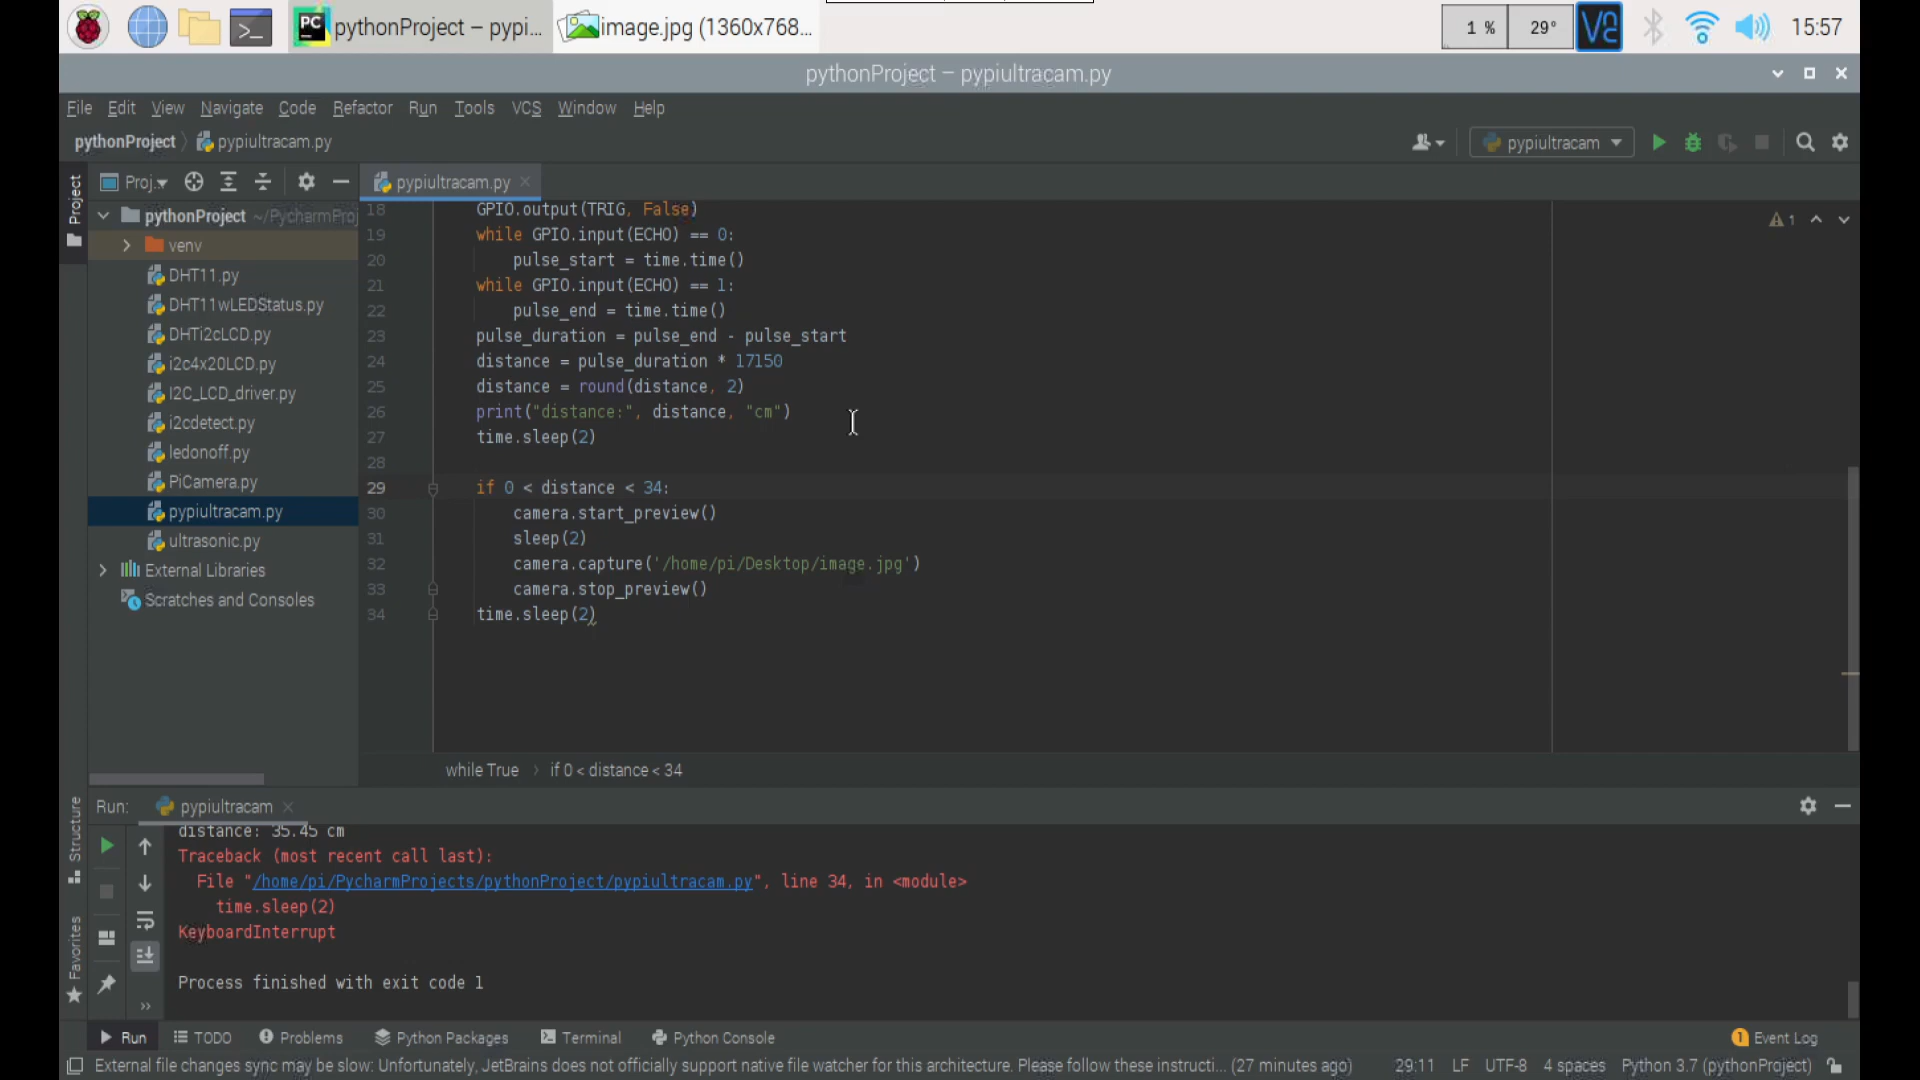 pythonProject – pypi...
image.jpg (1360x768...
1 %
29°
15:57
pythonProject – pypiultracam.py
File Edit View Navigate Code Refactor Run Tools VCS Window Help
pythonProject pypiultracam.py
pypiultracam
Project
Proj..
pypiultracam.py
pythonProject ~/PycharmProj
venv
DHT11.py
DHT11wLEDStatus.py
DHTi2cLCD.py
i2c4x20LCD.py
I2C_LCD_driver.py
i2cdetect.py
ledonoff.py
PiCamera.py
pypiultracam.py
ultrasonic.py
External Libraries
Scratches and Consoles
1
18 GPIO.output(TRIG, False)
19 while GPIO.input(ECHO) == 0:
20 pulse_start = time.time()
21 while GPIO.input(ECHO) == 1:
22 pulse_end = time.time()
23 pulse_duration = pulse_end - pulse_start
24 distance = pulse_duration * 17150
25 distance = round(distance, 2)
26 print("distance:", distance, "cm")
27 time.sleep(2)
28
29 if 0 < distance < 34:
30 camera.start_preview()
31 sleep(2)
32 camera.capture('/home/pi/Desktop/image.jpg')
33 camera.stop_preview()
34 time.sleep(2)
while True > if 0 < distance < 34
Structure
Favorites
Run: pypiultracam
distance: 35.45 cm
Traceback (most recent call last):
File "/home/pi/PycharmProjects/pythonProject/pypiultracam.py", line 34, in <module>
time.sleep(2)
KeyboardInterrupt
Process finished with exit code 1
Run TODO Problems Python Packages Terminal Python Console 1 Event Log
External file changes sync may be slow: Unfortunately, JetBrains does not officially support native file watcher for this architecture. Please follow these instructi... (27 minutes ago) 29:11 LF UTF-8 4 spaces Python 3.7 (pythonProject)